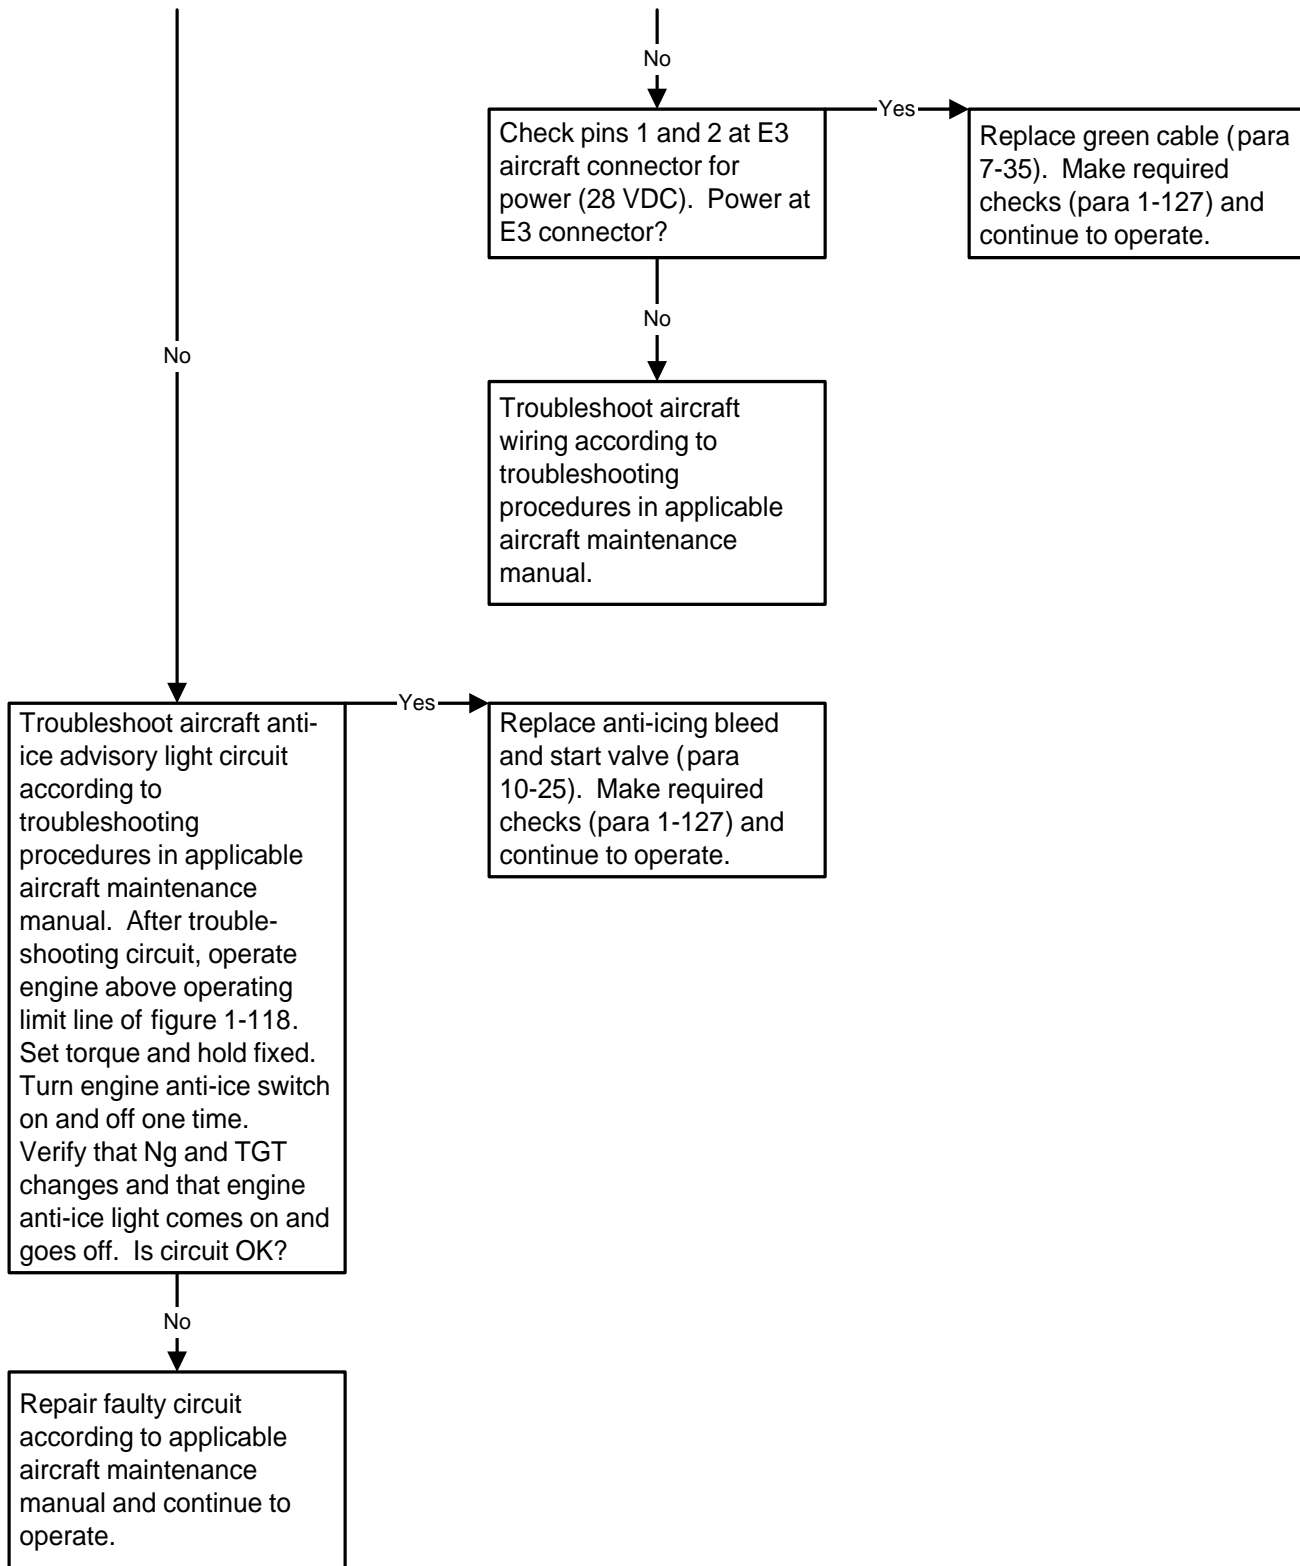 No
Check pins 1 and 2 at E3
aircraft connector for
power (28 VDC).  Power at
E3 connector?
Yes
Replace green cable (para
7-35).  Make required
checks (para 1-127) and
continue to operate.
No
No
Troubleshoot aircraft
wiring according to
troubleshooting
procedures in applicable
aircraft maintenance
manual.
Troubleshoot aircraft anti-
ice advisory light circuit
according to
troubleshooting
procedures in applicable
aircraft maintenance
manual.  After trouble-
shooting circuit, operate
engine above operating
limit line of figure 1-118.
Set torque and hold fixed.
Turn engine anti-ice switch
on and off one time.
Verify that Ng and TGT
changes and that engine
anti-ice light comes on and
goes off.  Is circuit OK?
Yes
Replace anti-icing bleed
and start valve (para
10-25).  Make required
checks (para 1-127) and
continue to operate.
No
Repair faulty circuit
according to applicable
aircraft maintenance
manual and continue to
operate.